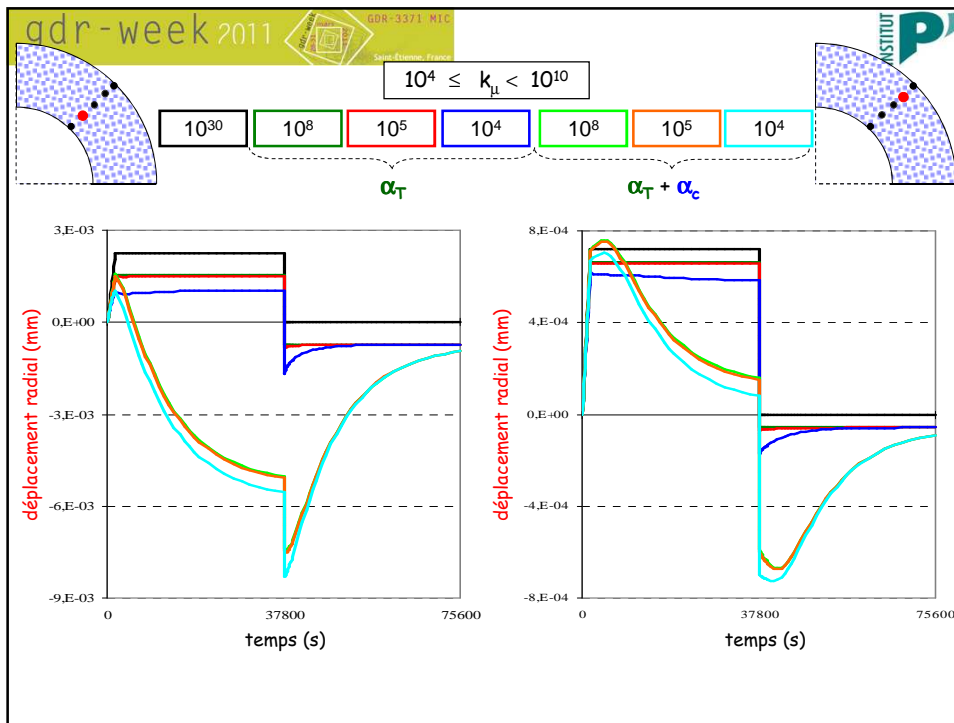 gdr-week 2011
GDR-3371 MIC
gdr-week
Saint-Étienne, France
INSTITUT
P'
10⁴ ≤ kμ < 10¹⁰
10³⁰ 10⁸ 10⁵ 10⁴ 10⁸ 10⁵ 10⁴
αT
αT + αc
déplacement radial (mm)
3,E-03
0,E+00
-3,E-03
-6,E-03
-9,E-03
0 37800 75600
temps (s)
déplacement radial (mm)
8,E-04
4,E-04
0,E+00
-4,E-04
-8,E-04
0 37800 75600
temps (s)